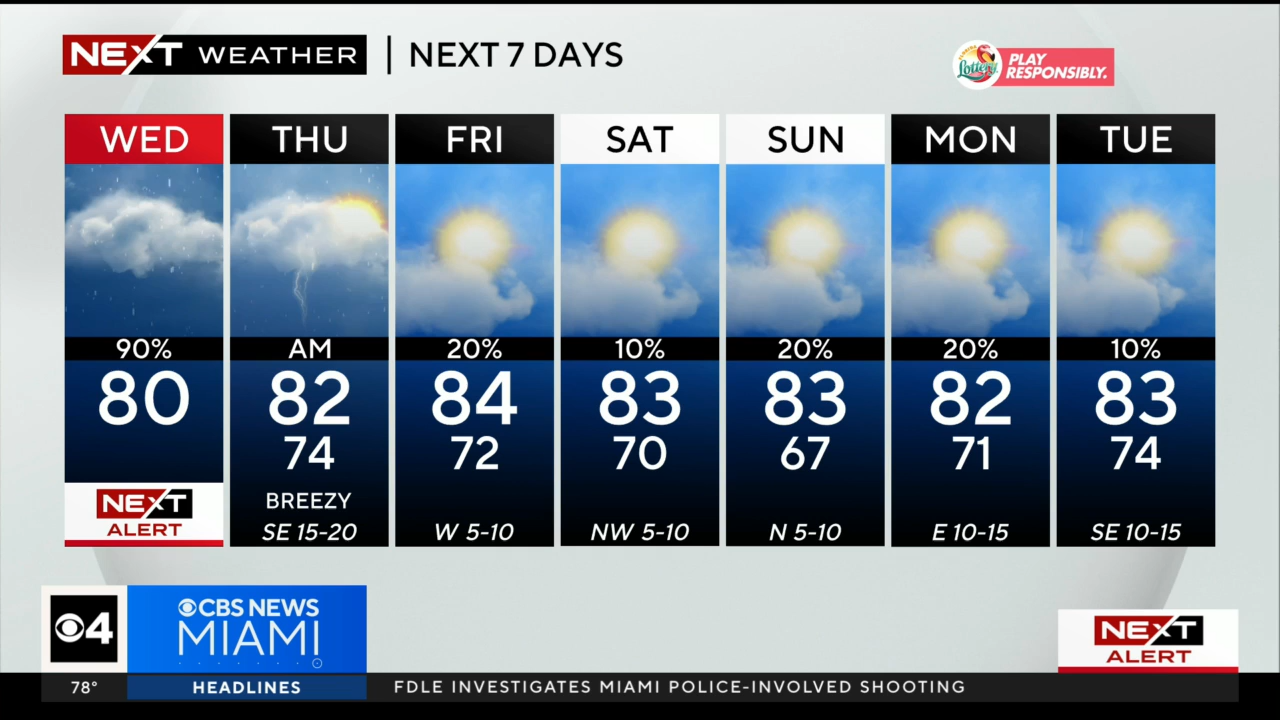 NEXT WEATHER | NEXT 7 DAYS
FLORIDA Lottery PLAY RESPONSIBLY.
WED THU FRI SAT SUN MON TUE
90% AM 20% 10% 20% 20% 10%
80 82 84 83 83 82 83
74 72 70 67 71 74
NEXT ALERT
BREEZY
SE 15-20 W 5-10 NW 5-10 N 5-10 E 10-15 SE 10-15
4 CBS NEWS
MIAMI
NEXT
ALERT
78° HEADLINES FDLE INVESTIGATES MIAMI POLICE-INVOLVED SHOOTING